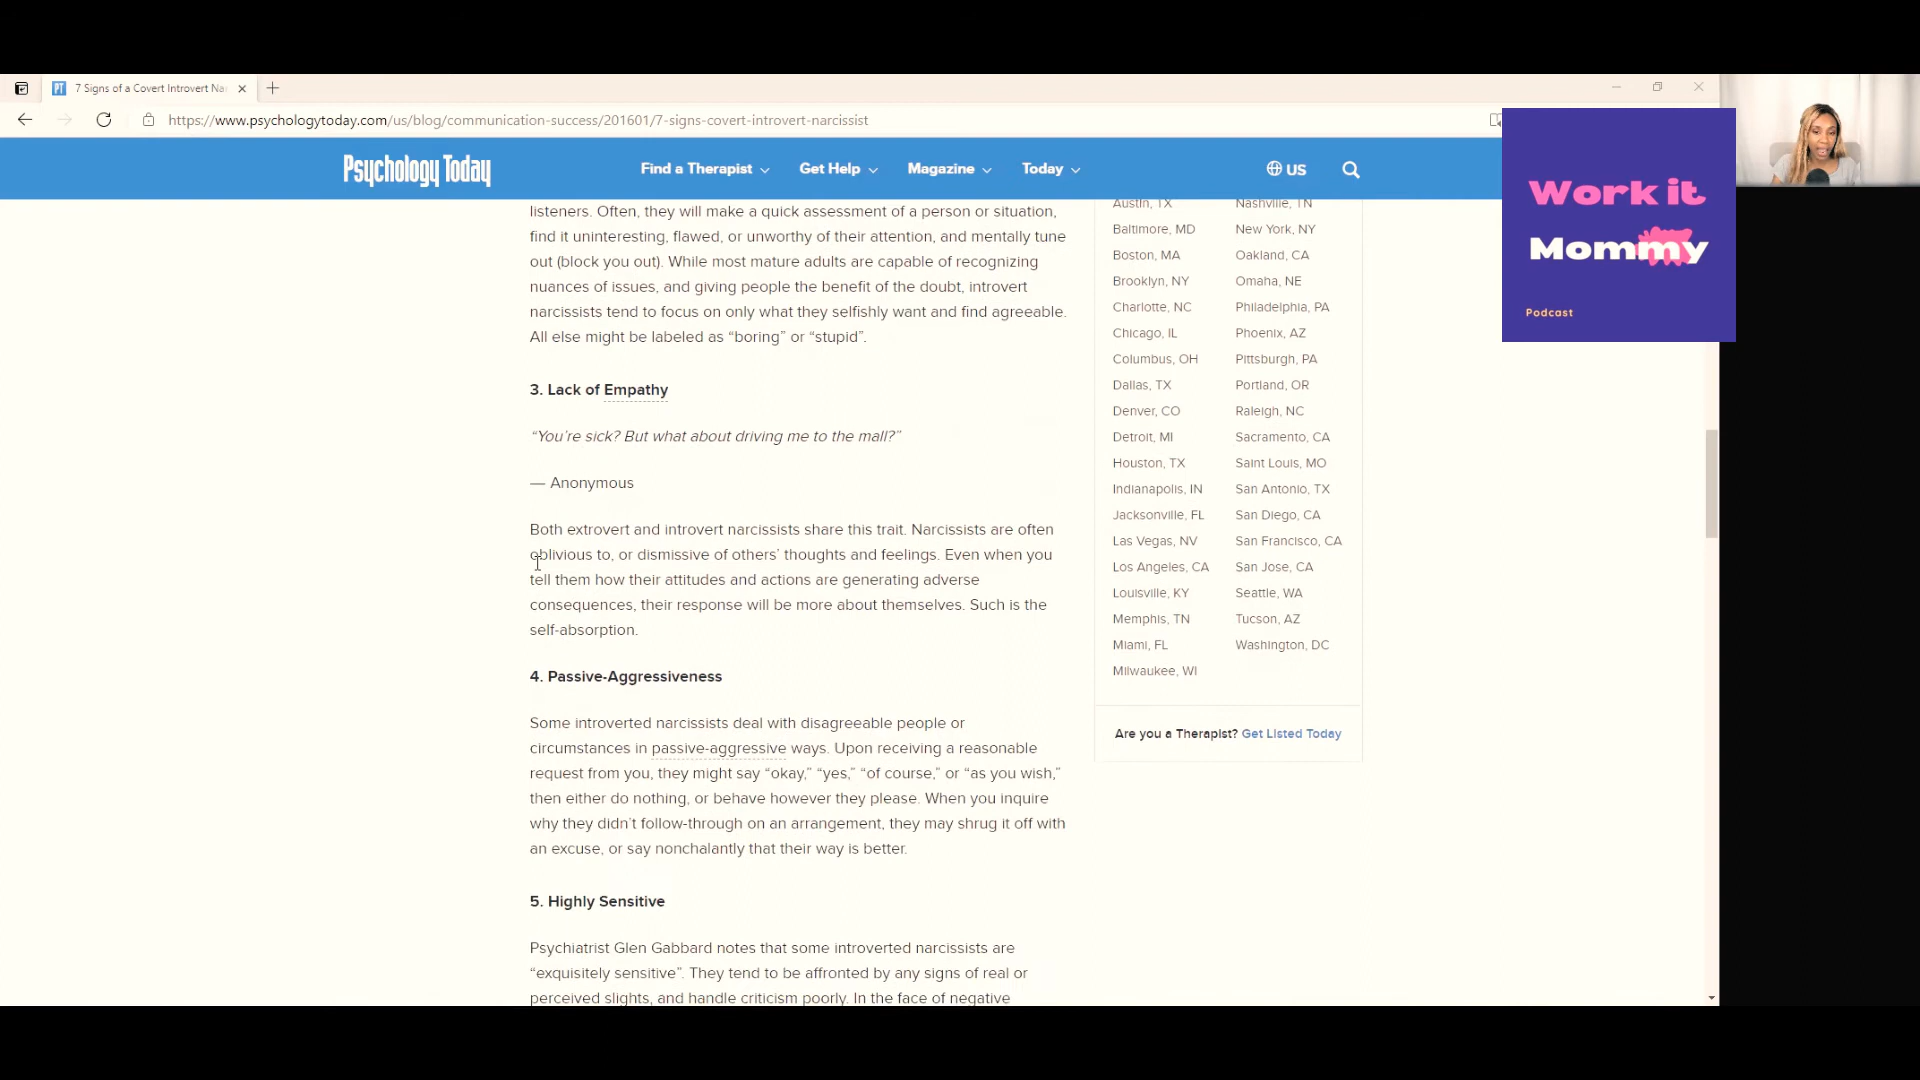 7 Signs of a Covert Introvert Na
https://www.psychologytoday.com/us/blog/communication-success/201601/7-signs-covert-introvert-narcissist
Psychology Today
Find a Therapist
Get Help
Magazine
Today
US
Work it
Mommy
Podcast
listeners. Often, they will make a quick assessment of a person or situation,
find it uninteresting, flawed, or unworthy of their attention, and mentally tune
out (block you out). While most mature adults are capable of recognizing
nuances of issues, and giving people the benefit of the doubt, introvert
narcissists tend to focus on only what they selfishly want and find agreeable.
All else might be labeled as “boring” or “stupid”.
3. Lack of Empathy
“You’re sick? But what about driving me to the mall?”
— Anonymous
Both extrovert and introvert narcissists share this trait. Narcissists are often
oblivious to, or dismissive of others’ thoughts and feelings. Even when you
tell them how their attitudes and actions are generating adverse
consequences, their response will be more about themselves. Such is the
self-absorption.
4. Passive-Aggressiveness
Some introverted narcissists deal with disagreeable people or
circumstances in passive-aggressive ways. Upon receiving a reasonable
request from you, they might say “okay,” “yes,” “of course,” or “as you wish,”
then either do nothing, or behave however they please. When you inquire
why they didn’t follow-through on an arrangement, they may shrug it off with
an excuse, or say nonchalantly that their way is better.
5. Highly Sensitive
Psychiatrist Glen Gabbard notes that some introverted narcissists are
“exquisitely sensitive”. They tend to be affronted by any signs of real or
perceived slights, and handle criticism poorly. In the face of negative
Austin, TX
Baltimore, MD
Boston, MA
Brooklyn, NY
Charlotte, NC
Chicago, IL
Columbus, OH
Dallas, TX
Denver, CO
Detroit, MI
Houston, TX
Indianapolis, IN
Jacksonville, FL
Las Vegas, NV
Los Angeles, CA
Louisville, KY
Memphis, TN
Miami, FL
Milwaukee, WI
Nashville, TN
New York, NY
Oakland, CA
Omaha, NE
Philadelphia, PA
Phoenix, AZ
Pittsburgh, PA
Portland, OR
Raleigh, NC
Sacramento, CA
Saint Louis, MO
San Antonio, TX
San Diego, CA
San Francisco, CA
San Jose, CA
Seattle, WA
Tucson, AZ
Washington, DC
Are you a Therapist? Get Listed Today